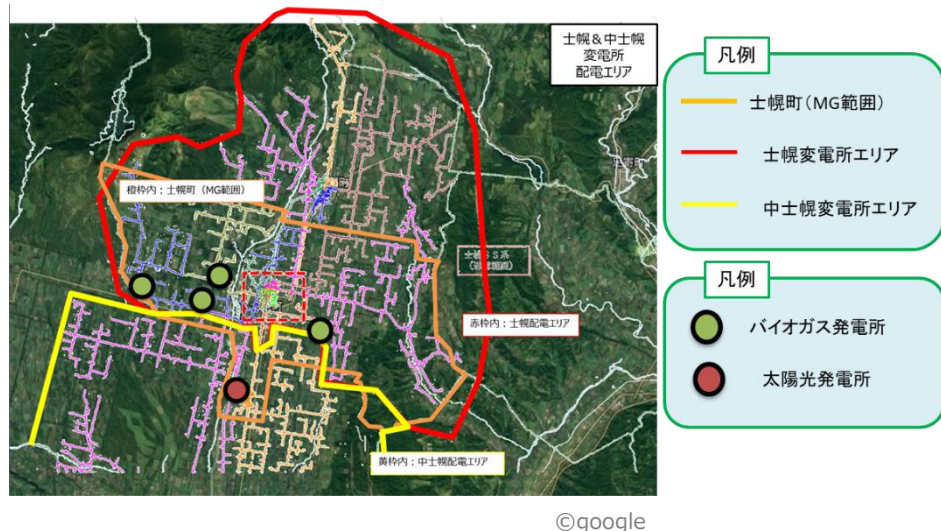 士幌&中士幌
変電所
配電エリア
凡例
士幌町(MG範囲)
士幌変電所エリア
中士幌変電所エリア
橙枠内:士幌町(MG範囲)
赤枠内:士幌配電エリア
黄枠内:中士幌配電エリア
凡例
バイオガス発電所
太陽光発電所
©google